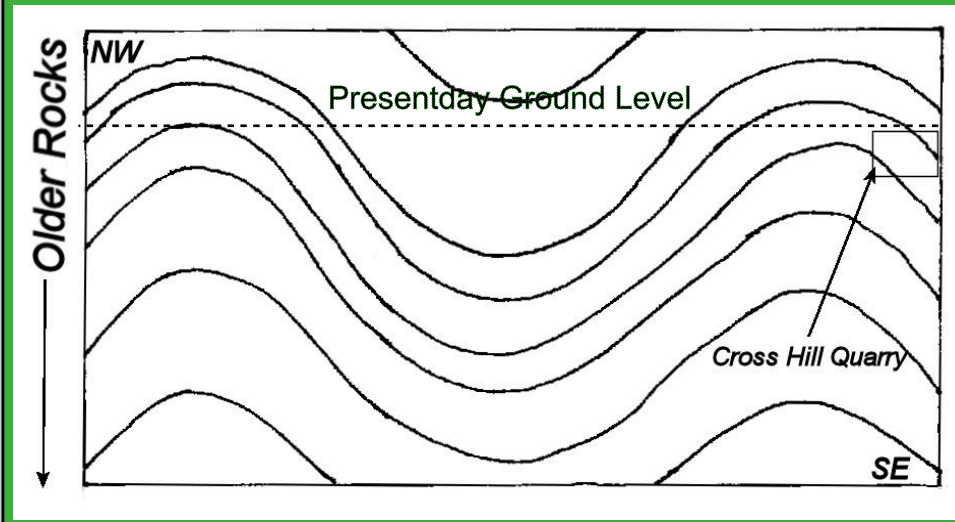 NW
Older Rocks
Presentday Ground Level
Cross Hill Quarry
SE